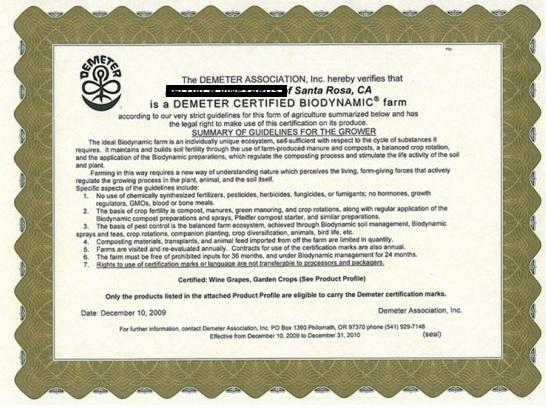 DEMETER
The DEMETER ASSOCIATION, Inc. hereby verifies that
of Santa Rosa, CA
is a DEMETER CERTIFIED BIODYNAMIC® farm
according to our very strict guidelines for this form of agriculture summarized below and has
the legal right to make use of this certification on its produce.
SUMMARY OF GUIDELINES FOR THE GROWER
The ideal Biodynamic farm is an individually unique ecosystem, self-sufficient with respect to the cycle of substances it
requires. It maintains and builds soil fertility through the use of farm-produced manure and composts, a balanced crop rotation,
and the application of the Biodynamic preparations, which regulate the composting process and stimulate the life activity of the soil
and plant.
Farming in this way requires a new way of understanding nature which perceives the living, form-giving forces that actively
regulate the growing process in the plant, animal, and the soil itself.
Specific aspects of the guidelines include:
1. No use of chemically synthesized fertilizers, pesticides, herbicides, fungicides, or fumigants; no hormones, growth
regulators, GMOs, blood or bone meals.
2. The basis of crop fertility is compost, manures, green manuring, and crop rotations, along with regular application of the
Biodynamic compost preparations and sprays, Pfeiffer compost starter, and similar preparations.
3. The basis of pest control is the balanced farm ecosystem, achieved through Biodynamic soil management, Biodynamic
sprays and teas, crop rotations, companion planting, crop diversification, animals, bird life, etc.
4. Composting materials, transplants, and animal feed imported from off the farm are limited in quantity.
5. Farms are visited and re-evaluated annually. Contracts for use of the certification marks are also annual.
6. The farm must be free of prohibited inputs for 36 months, and under Biodynamic management for 24 months.
7. Rights to use of certification marks or language are not transferable to processors and packagers.
Certified: Wine Grapes, Garden Crops (See Product Profile)
Only the products listed in the attached Product Profile are eligible to carry the Demeter certification marks.
Date: December 10, 2009 Demeter Association, Inc.
For further information, contact Demeter Association, Inc. PO Box 1390 Philomath, OR 97370 phone (541) 929-7148
Effective from December 10, 2009 to December 31, 2010 (seal)